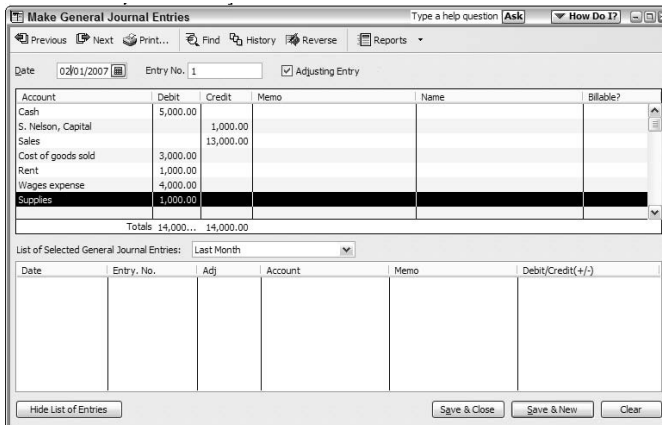 Make General Journal Entries Type a help question Ask How Do I?
Previous Next Print... Find History Reverse Reports
Date 02/01/2007 Entry No. 1 Adjusting Entry
Account Debit Credit Memo Name Billable?
Cash 5,000.00
S. Nelson, Capital 1,000.00
Sales 13,000.00
Cost of goods sold 3,000.00
Rent 1,000.00
Wages expense 4,000.00
Supplies 1,000.00
Totals 14,000... 14,000.00
List of Selected General Journal Entries: Last Month
Date Entry. No. Adj Account Memo Debit/Credit(+/-)
Hide List of Entries Save & Close Save & New Clear